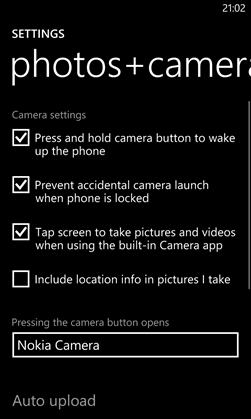 21:02
SETTINGS
photos+camera
Camera settings
Press and hold camera button to wake
up the phone
Prevent accidental camera launch
when phone is locked
Tap screen to take pictures and videos
when using the built-in Camera app
Include location info in pictures I take
Pressing the camera button opens
Nokia Camera
Auto upload